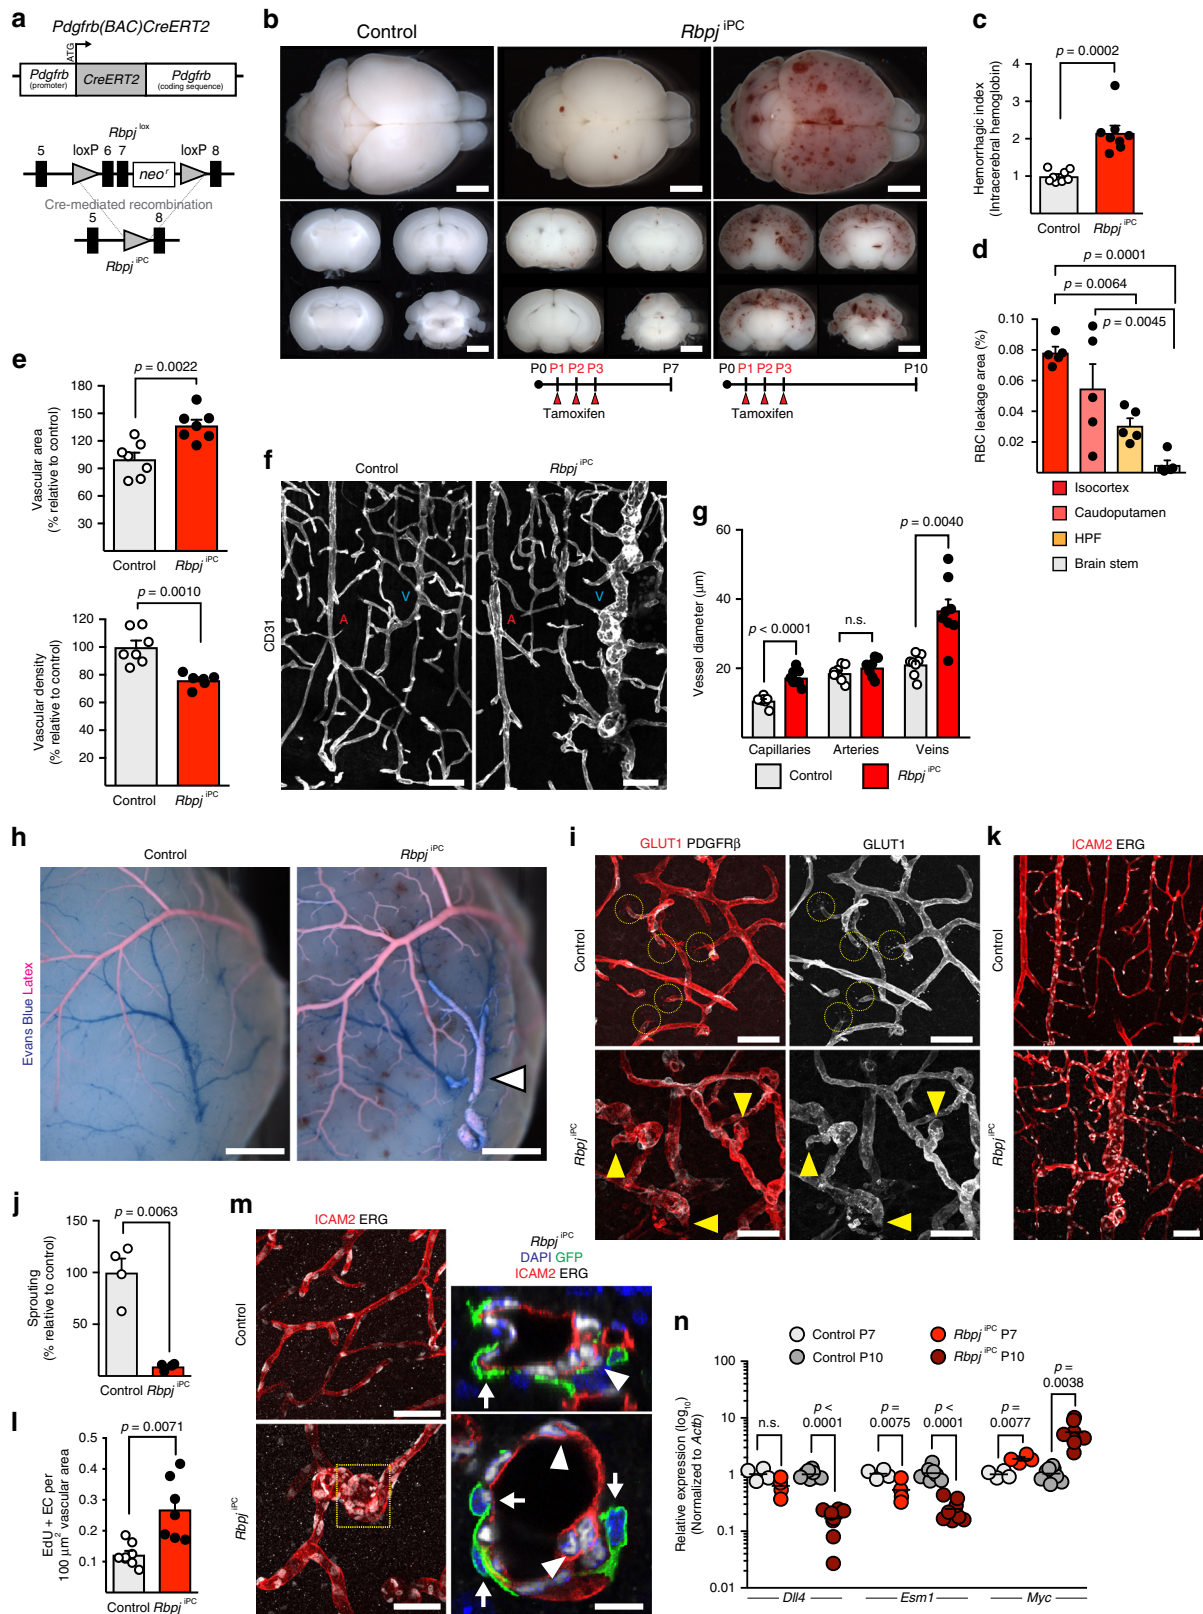 a
Pdgfrb(BAC)CreERT2
ATG
Pdgfrb
(promoter)
CreERT2
Pdgfrb
(coding sequence)
Rbpj lox
5 loxP 6 7 neo r loxP 8
Cre-mediated recombination
5 8
Rbpj iPC
b
Control
Rbpj iPC
P0 P1 P2 P3 P7
Tamoxifen
P0 P1 P2 P3 P10
Tamoxifen
c
p = 0.0002
Hemorrhagic index
(Intracerebral hemoglobin)
4
3
2
1
Control Rbpj iPC
d
p = 0.0001
p = 0.0064
p = 0.0045
RBC leakage area (%)
0.10
0.08
0.06
0.04
0.02
Isocortex
Caudoputamen
HPF
Brain stem
e
p = 0.0022
Vascular area
(% relative to control)
180
150
120
90
60
30
Control Rbpj iPC
p = 0.0010
Vascular density
(% relative to control)
120
100
80
60
40
20
Control Rbpj iPC
f
Control Rbpj iPC
CD31
A V A V
g
Vessel diameter (μm)
60
40
20
p < 0.0001
n.s.
p = 0.0040
Capillaries Arteries Veins
Control Rbpj iPC
h
Control Rbpj iPC
Evans Blue Latex
i
GLUT1 PDGFRβ GLUT1
Control
Rbpj iPC
k
ICAM2 ERG
Control
Rbpj iPC
j
p = 0.0063
Sprouting
(% relative to control)
150
100
50
Control Rbpj iPC
l
p = 0.0071
EdU + EC per
100 μm² vascular area
0.5
0.4
0.3
0.2
0.1
Control Rbpj iPC
m
ICAM2 ERG
Control
Rbpj iPC
Rbpj iPC
DAPI GFP
ICAM2 ERG
n
Control P7 Rbpj iPC P7
Control P10 Rbpj iPC P10
Relative expression (log10)
(Normalized to Actb)
100
10
1
0.1
0.01
n.s.
p < 0.0001
p = 0.0075
p < 0.0001
p = 0.0077
p = 0.0038
Dll4 Esm1 Myc